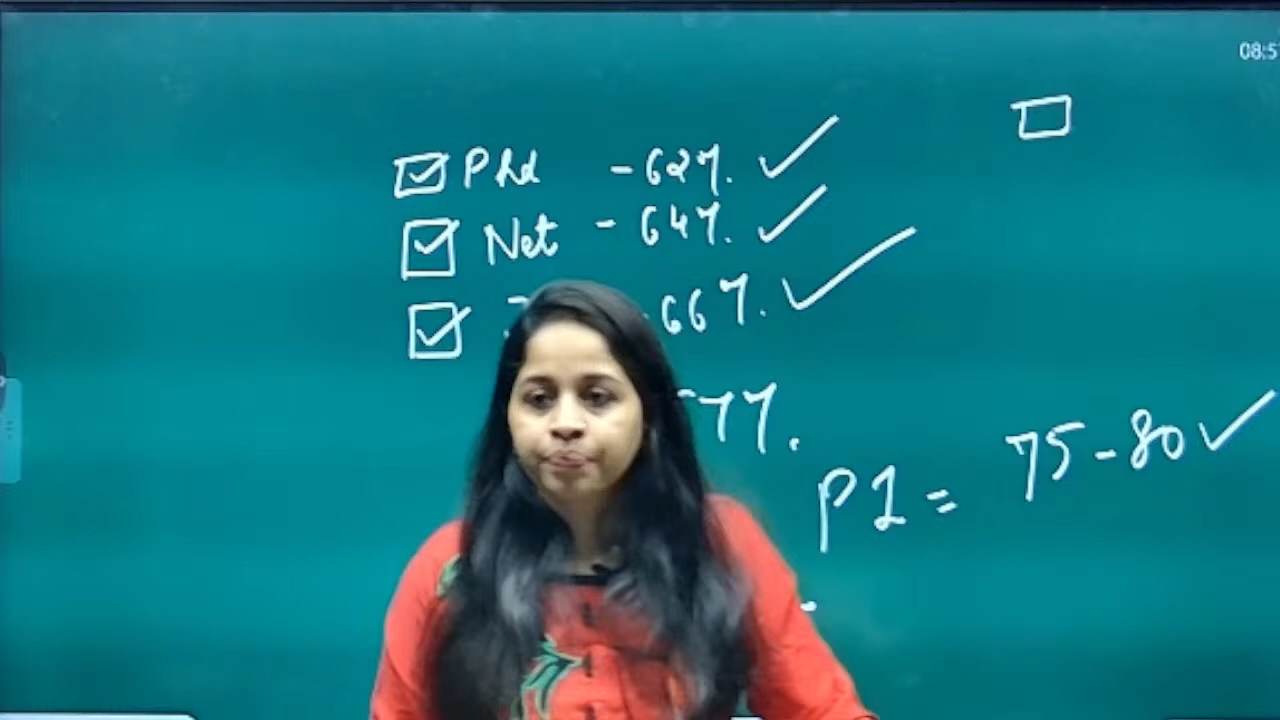 08:5
Phd - 62%. ✓
Net - 64%. ✓
66%. ✓
- 77.
P1 = 75-80 ✓